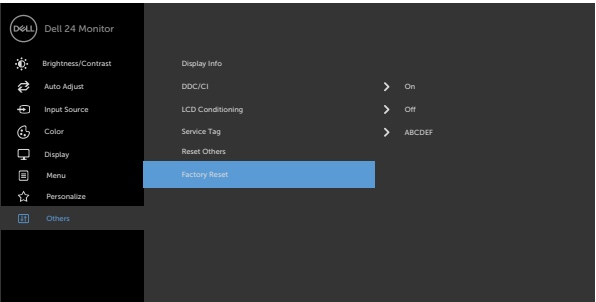 DELL Dell 24 Monitor
Brightness/Contrast
Auto Adjust
Input Source
Color
Display
Menu
Personalize
Others
Display Info
DDC/CI > On
LCD Conditioning > Off
Service Tag > ABCDEF
Reset Others
Factory Reset